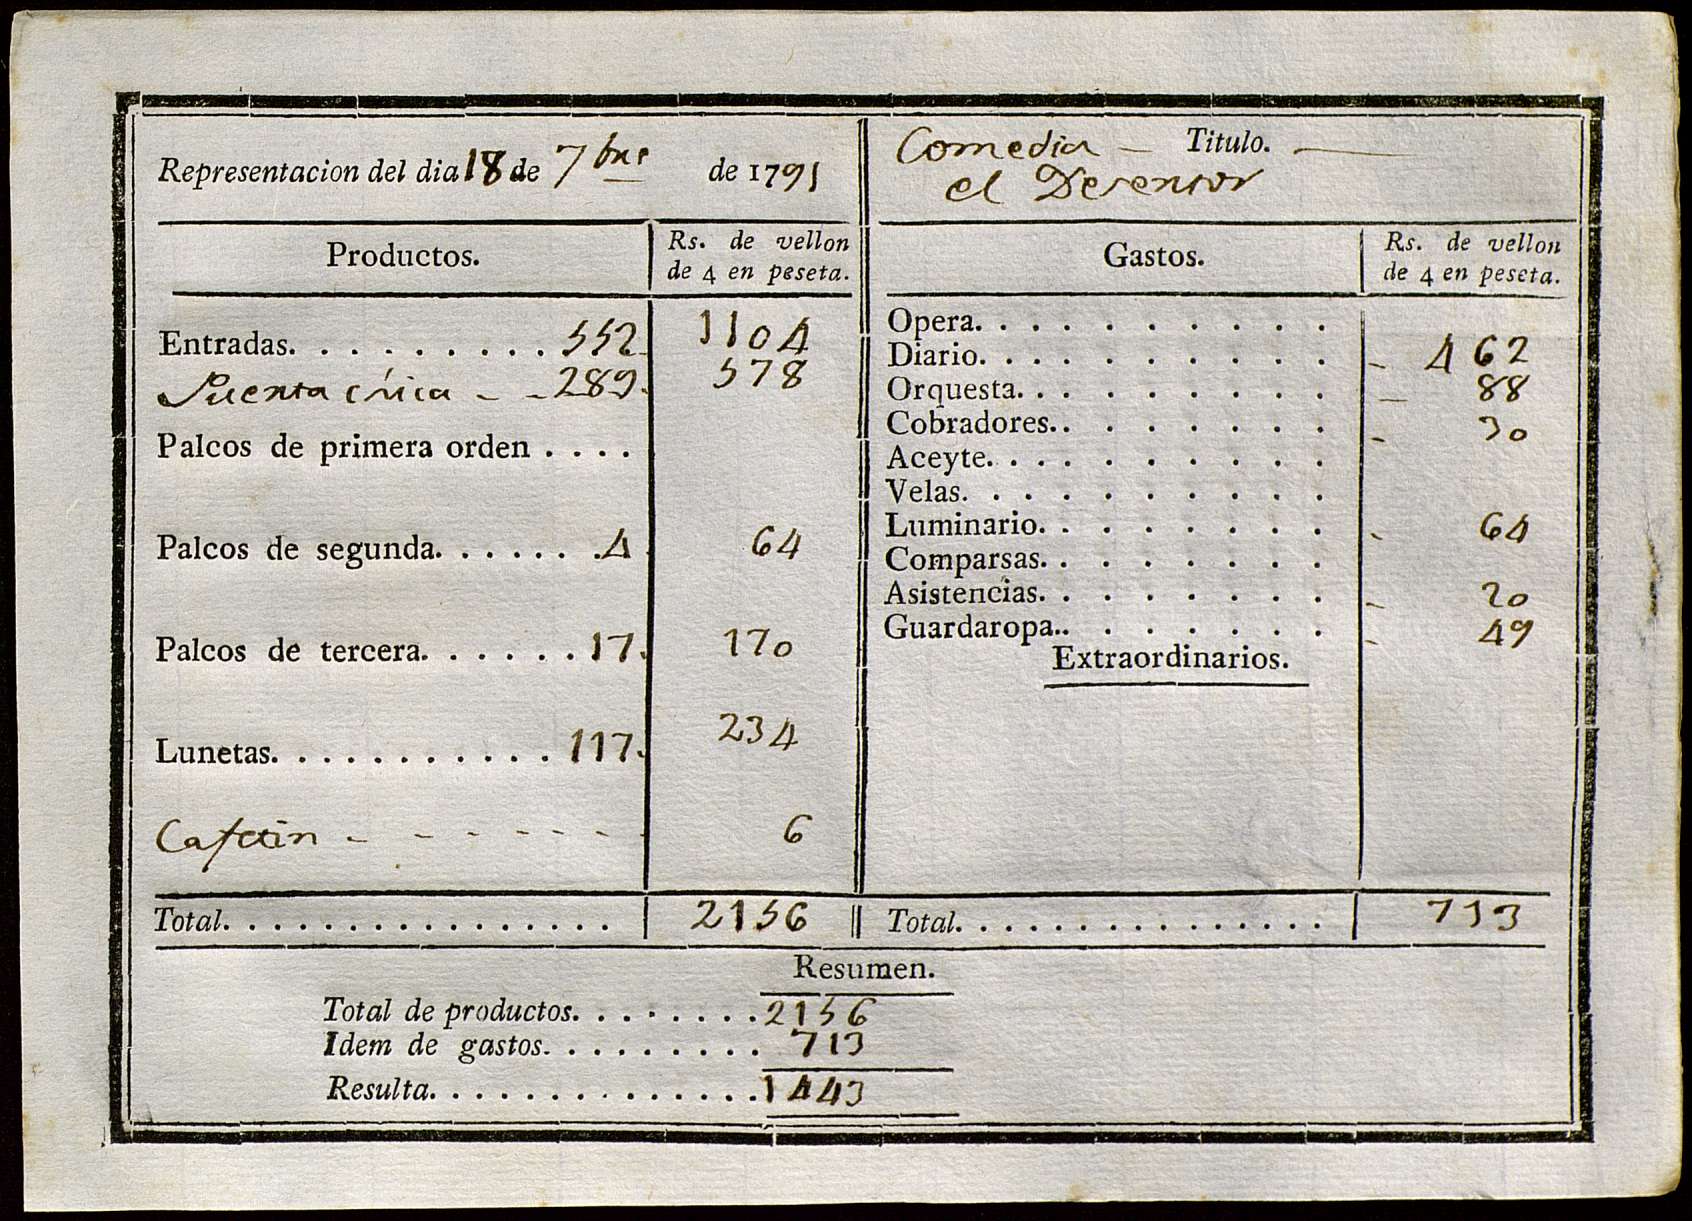 Representacion del dia 18 de 7bre de 1791
Comedia — Titulo. —
el
Productos.
Rs. de vellon
de 4 en peseta.
Entradas. . . . . . . . . 552 1104
289 578
Palcos de primera orden . . . .
Palcos de segunda. . . . . . . 4 64
Palcos de tercera. . . . . . . 17. 170
Lunetas. . . . . . . . . . . . 117. 234
6
Total. . . . . . . . . . . . . . . . 2156
Gastos.
Rs. de vellon
de 4 en peseta.
Opera. . . . . . . . . .
Diario. . . . . . . . . . 462
Orquesta. . . . . . . . . 88
Cobradores.. . . . . . . 30
Aceyte. . . . . . . . . .
Velas. . . . . . . . . .
Luminario. . . . . . . . 64
Comparsas. . . . . . . .
Asistencias. . . . . . . . 20
Guardaropa.. . . . . . . 49
Extraordinarios.
Total. . . . . . . . . . . . . . . . 713
Resumen.
Total de productos. . . . . . . . 2156
Idem de gastos. . . . . . . . . . 713
Resulta. . . . . . . . . . . . . . . 1443